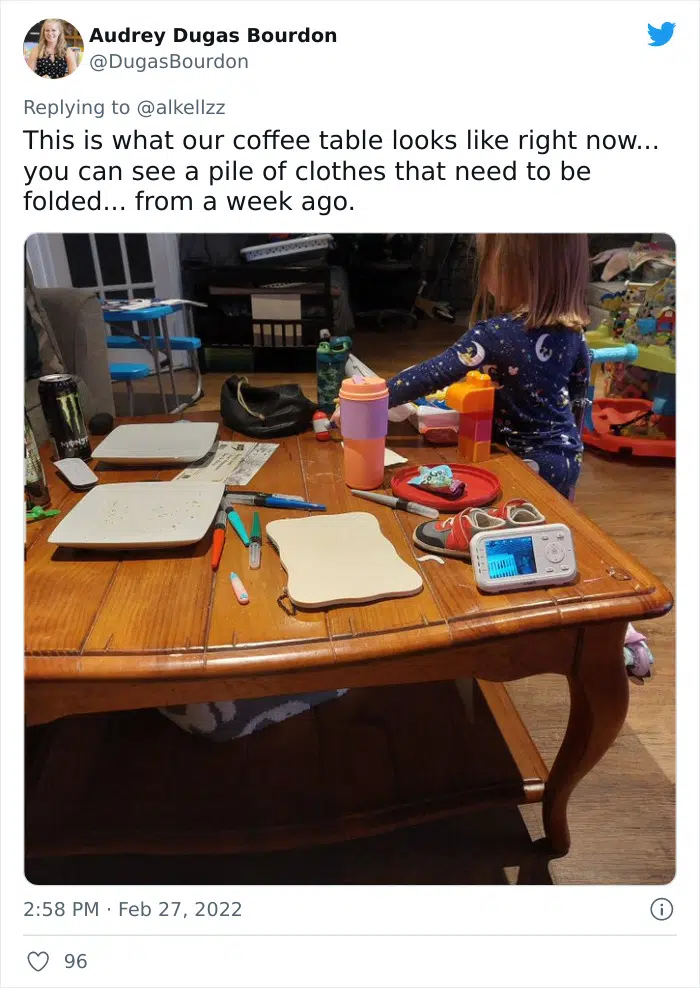 Audrey Dugas Bourdon
@DugasBourdon
Replying to @alkellzz
This is what our coffee table looks like right now...
you can see a pile of clothes that need to be
folded... from a week ago.
MONSTER
2:58 PM · Feb 27, 2022
96